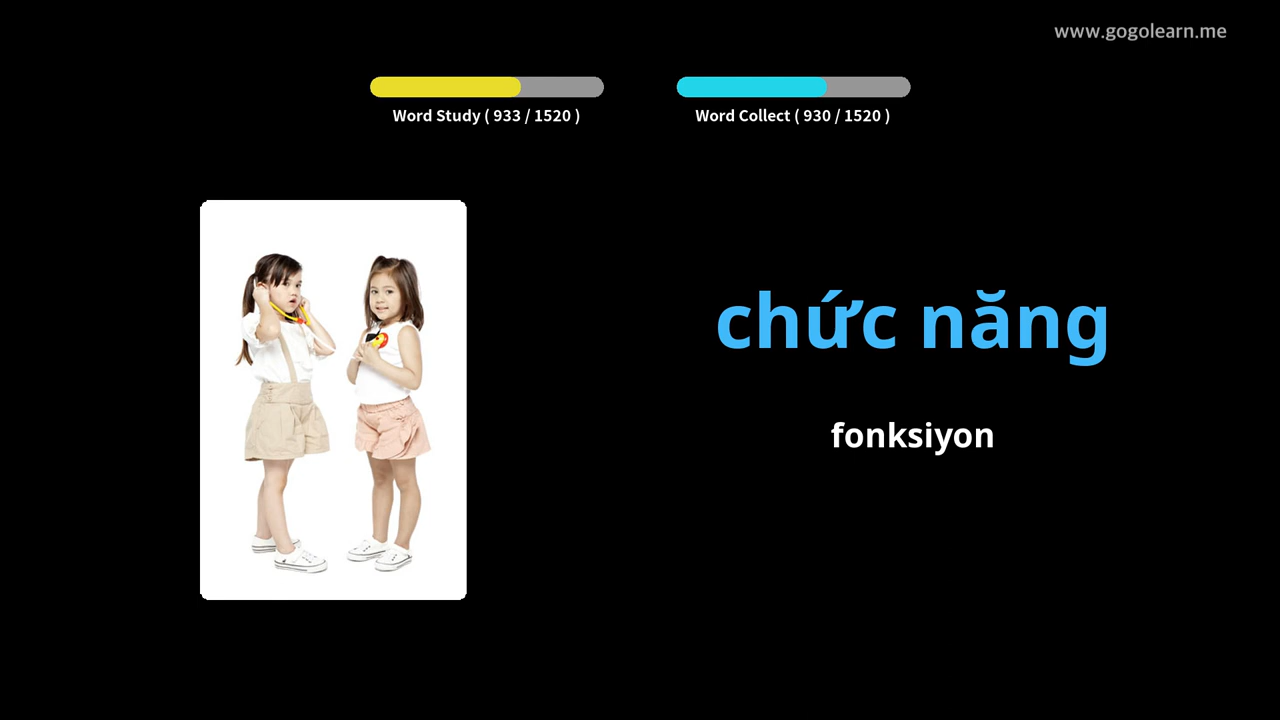 www.gogolearn.me
Word Study ( 933 / 1520 )
Word Collect ( 930 / 1520 )
chức năng
fonksiyon